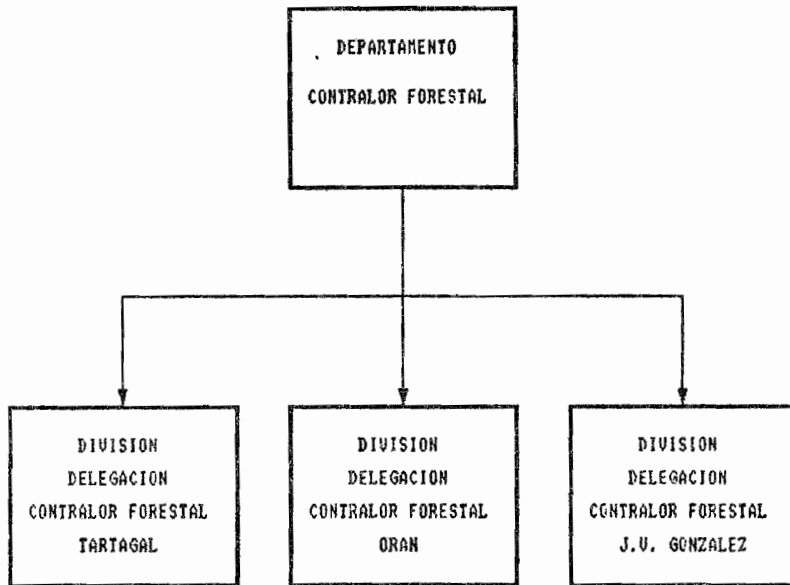 DEPARTAMENTO
CONTRALOR FORESTAL
DIVISION
DELEGACION
CONTRALOR FORESTAL
TARTAGAL
DIVISION
DELEGACION
CONTRALOR FORESTAL
ORAN
DIVISION
DELEGACION
CONTRALOR FORESTAL
J.V. GONZALEZ